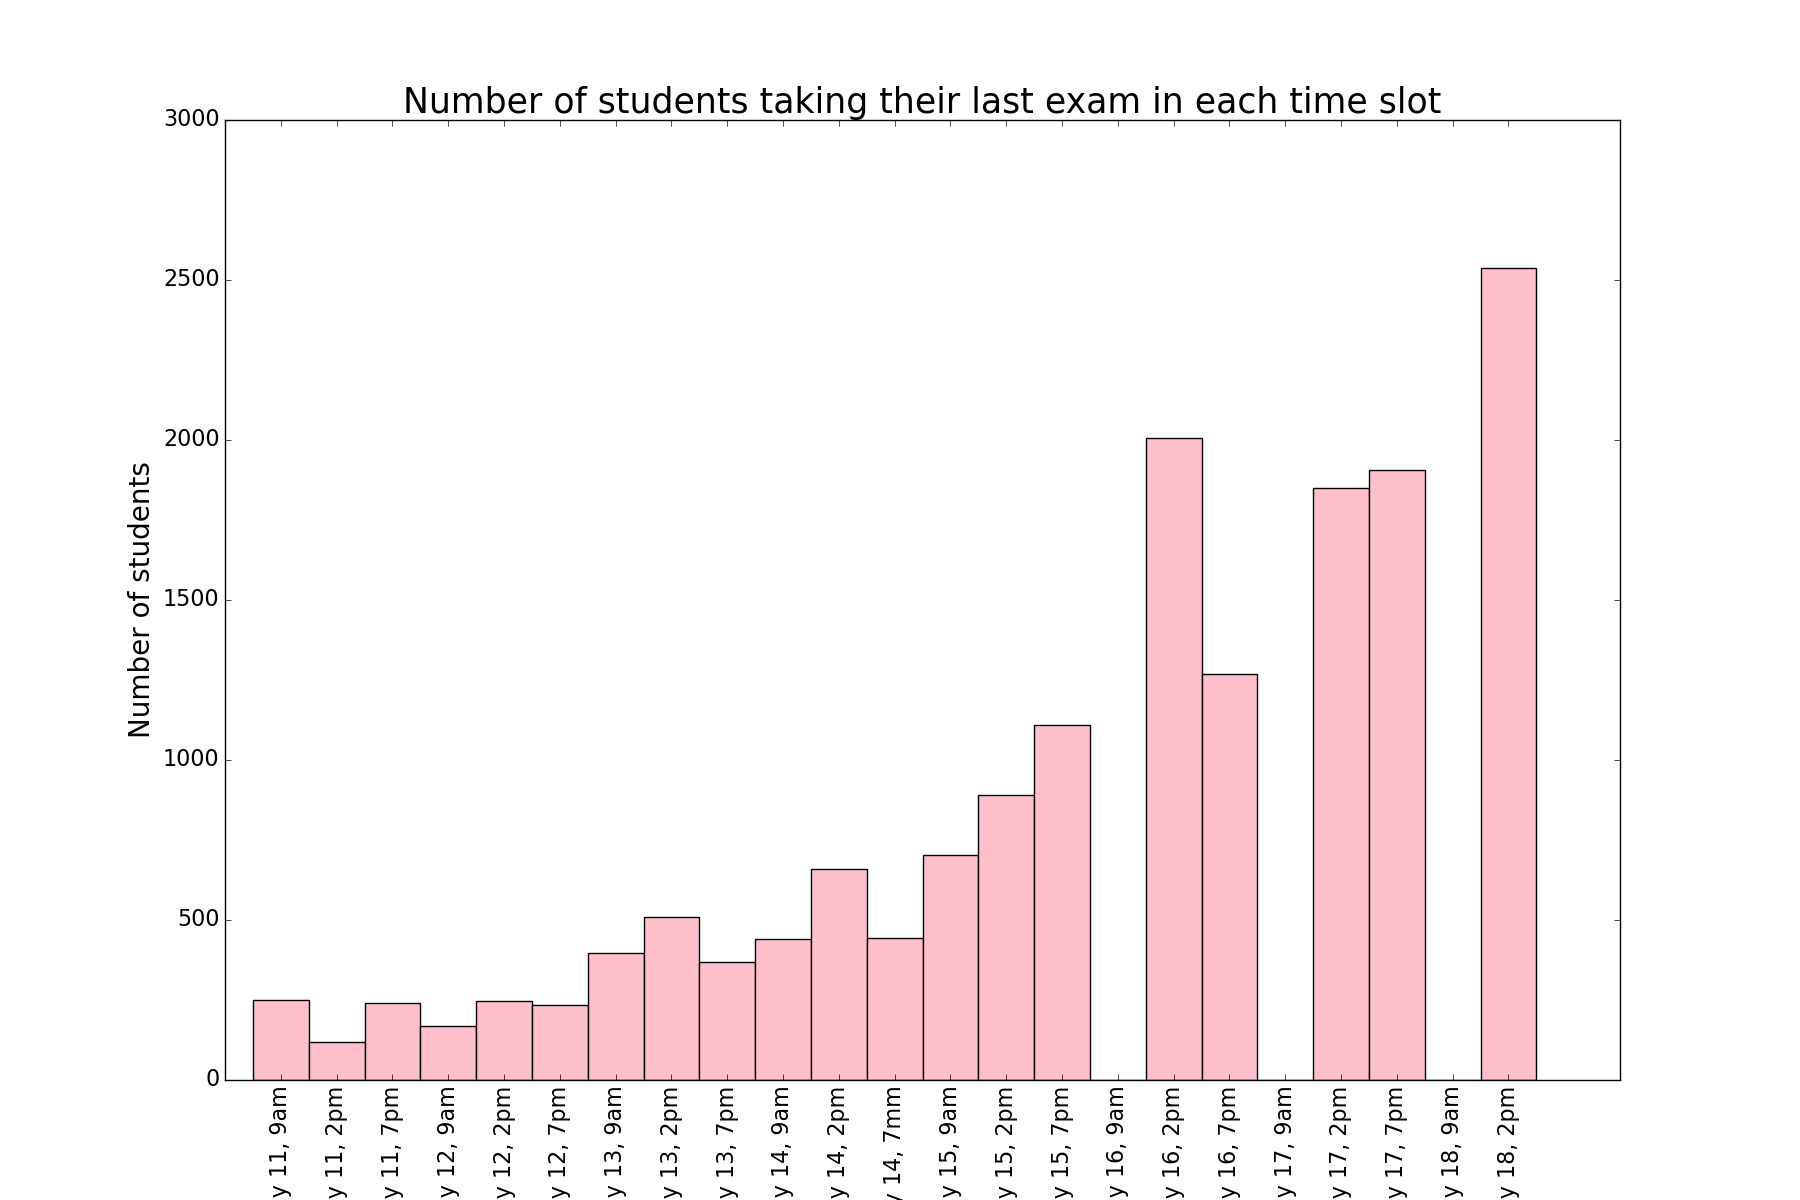 Number of students taking their last exam in each time slot
Number of students
3000
2500
2000
1500
1000
500
0
y 11, 9am
y 11, 2pm
y 11, 7pm
y 12, 9am
y 12, 2pm
y 12, 7pm
y 13, 9am
y 13, 2pm
y 13, 7pm
y 14, 9am
y 14, 2pm
y 14, 7mm
y 15, 9am
y 15, 2pm
y 15, 7pm
y 16, 9am
y 16, 2pm
y 16, 7pm
y 17, 9am
y 17, 2pm
y 17, 7pm
y 18, 9am
y 18, 2pm